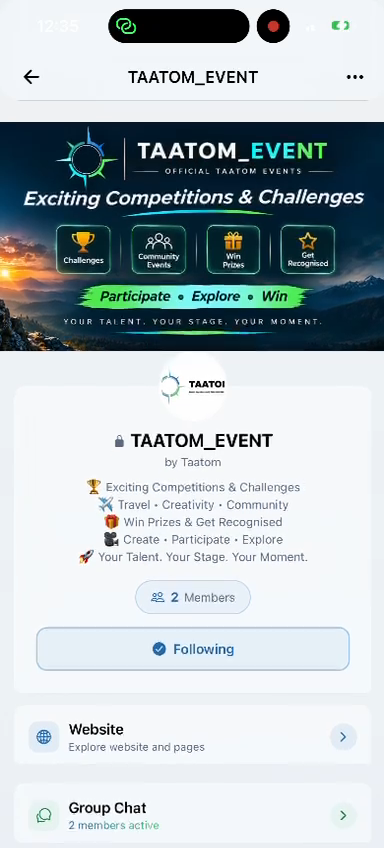 12:35
TAATOM_EVENT
TAATOM_EVENT
OFFICIAL TAATOM EVENTS
Exciting Competitions & Challenges
Challenges
Community
Events
Win
Prizes
Get
Recognised
Participate • Explore • Win
YOUR TALENT. YOUR STAGE. YOUR MOMENT.
TAATOI
TAATOM_EVENT
by Taatom
🏆 Exciting Competitions & Challenges
✈️ Travel • Creativity • Community
🎁 Win Prizes & Get Recognised
🎥 Create • Participate • Explore
🚀 Your Talent. Your Stage. Your Moment.
2 Members
Following
Website
Explore website and pages
Group Chat
2 members active